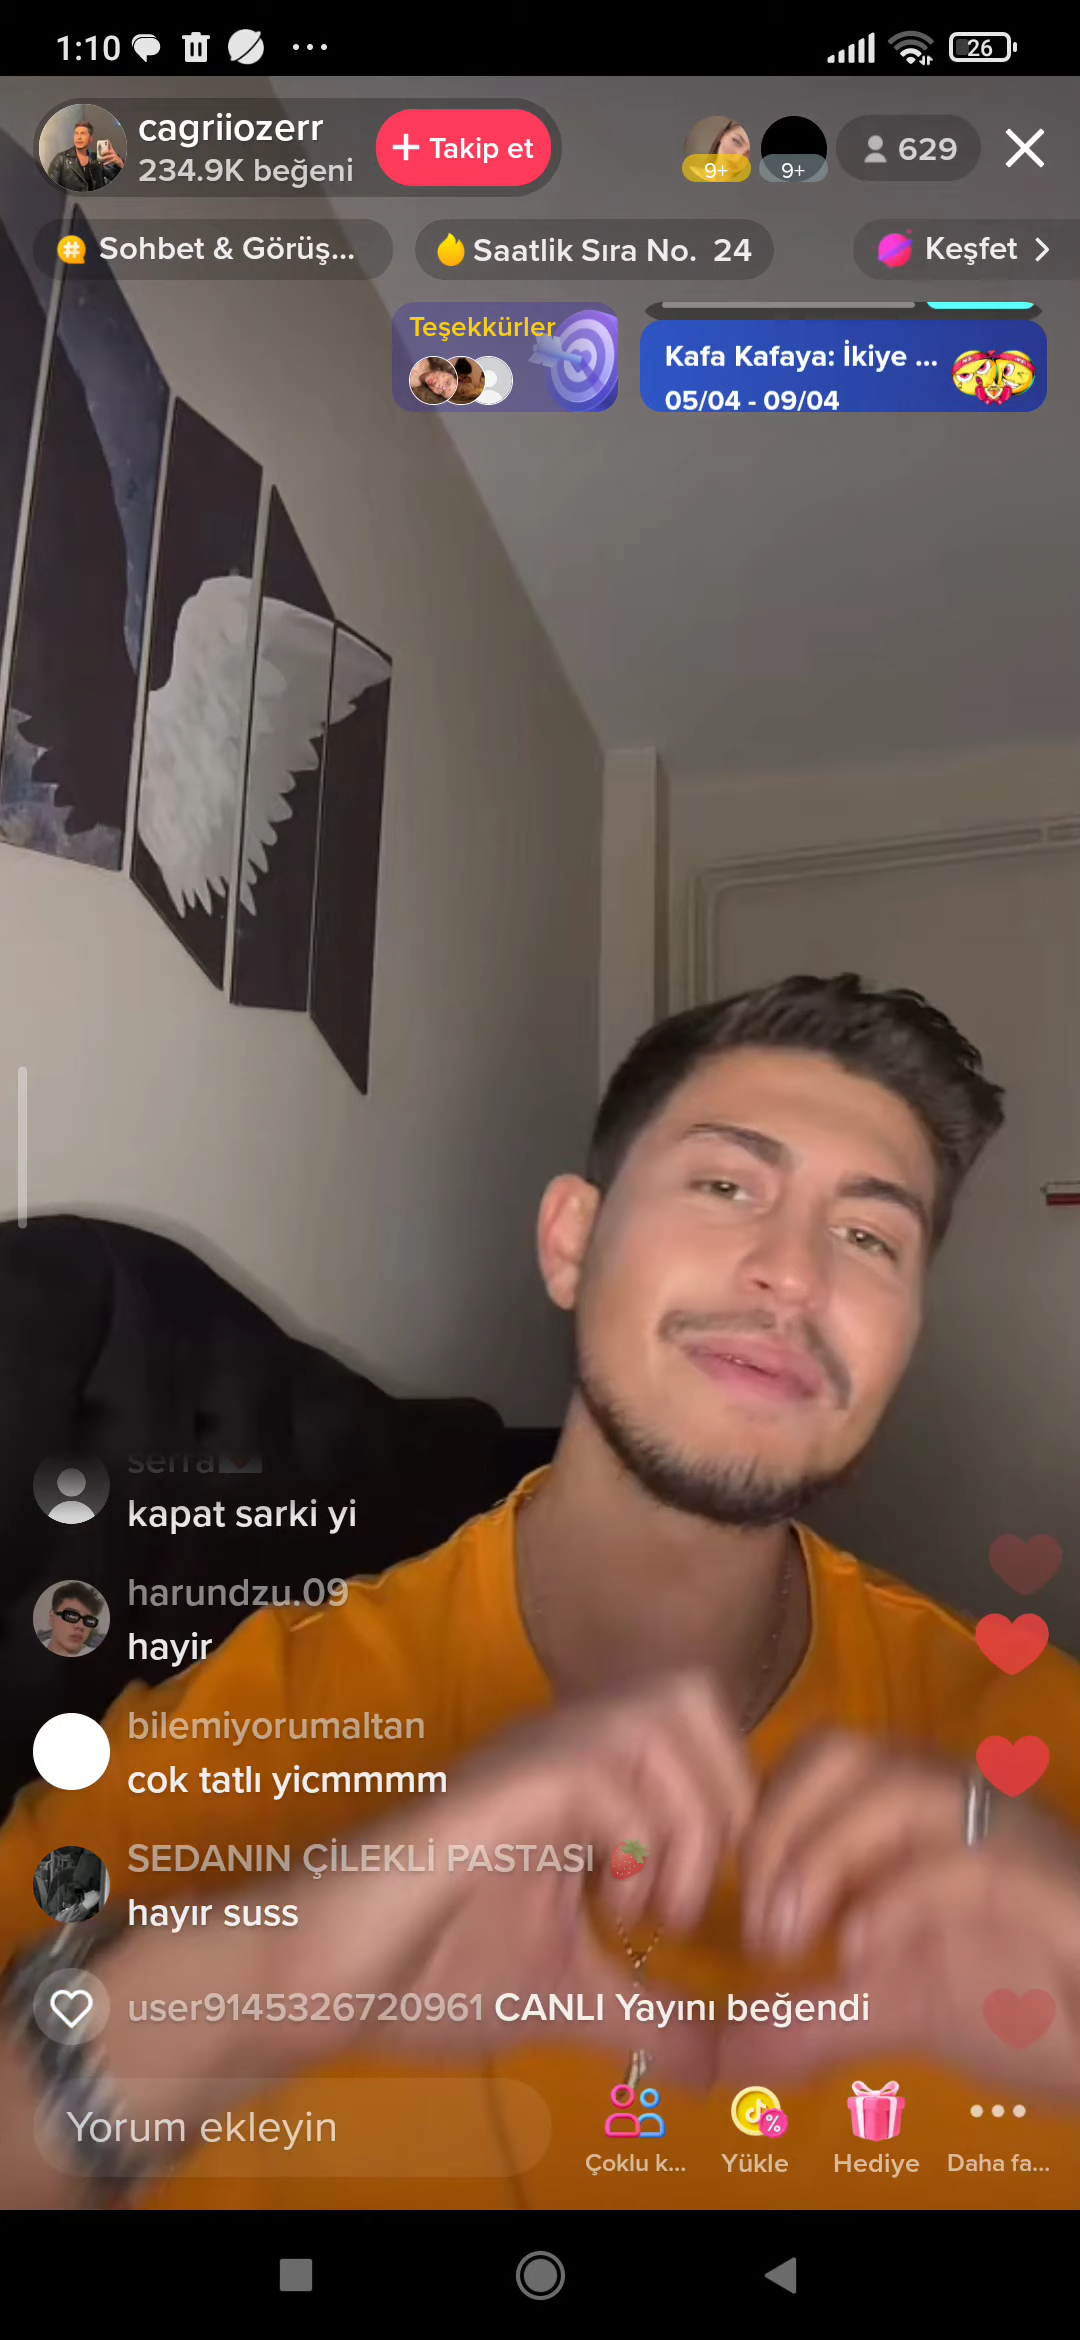 1:10
26
cagriiozerr
234.9K beğeni
+ Takip et
9+
9+
629
Sohbet & Görüş...
Saatlik Sıra No. 24
Keşfet >
Teşekkürler
Kafa Kafaya: İkiye ...
05/04 - 09/04
serra
kapat sarki yi
harundzu.09
hayir
bilemiyorumaltan
cok tatlı yicmmmm
SEDANIN ÇİLEKLİ PASTASI 🍓
hayır suss
user9145326720961 CANLI Yayını beğendi
Yorum ekleyin
Çoklu k...
Yükle
Hediye
Daha fa...